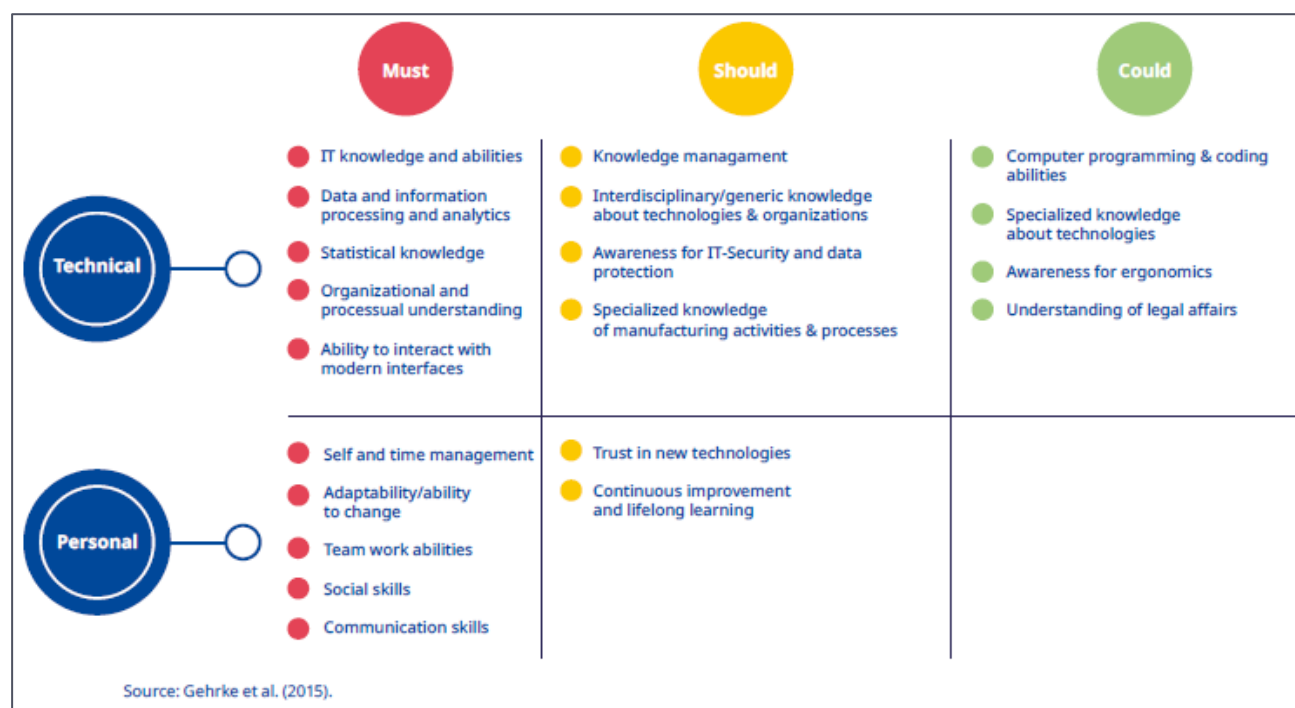 Must
Should
Could
Technical
IT knowledge and abilities
Data and information
processing and analytics
Statistical knowledge
Organizational and
processual understanding
Ability to interact with
modern interfaces
Knowledge managament
Interdisciplinary/generic knowledge
about technologies & organizations
Awareness for IT-Security and data
protection
Specialized knowledge
of manufacturing activities & processes
Computer programming & coding
abilities
Specialized knowledge
about technologies
Awareness for ergonomics
Understanding of legal affairs
Personal
Self and time management
Adaptability/ability
to change
Team work abilities
Social skills
Communication skills
Trust in new technologies
Continuous improvement
and lifelong learning
Source: Gehrke et al. (2015).